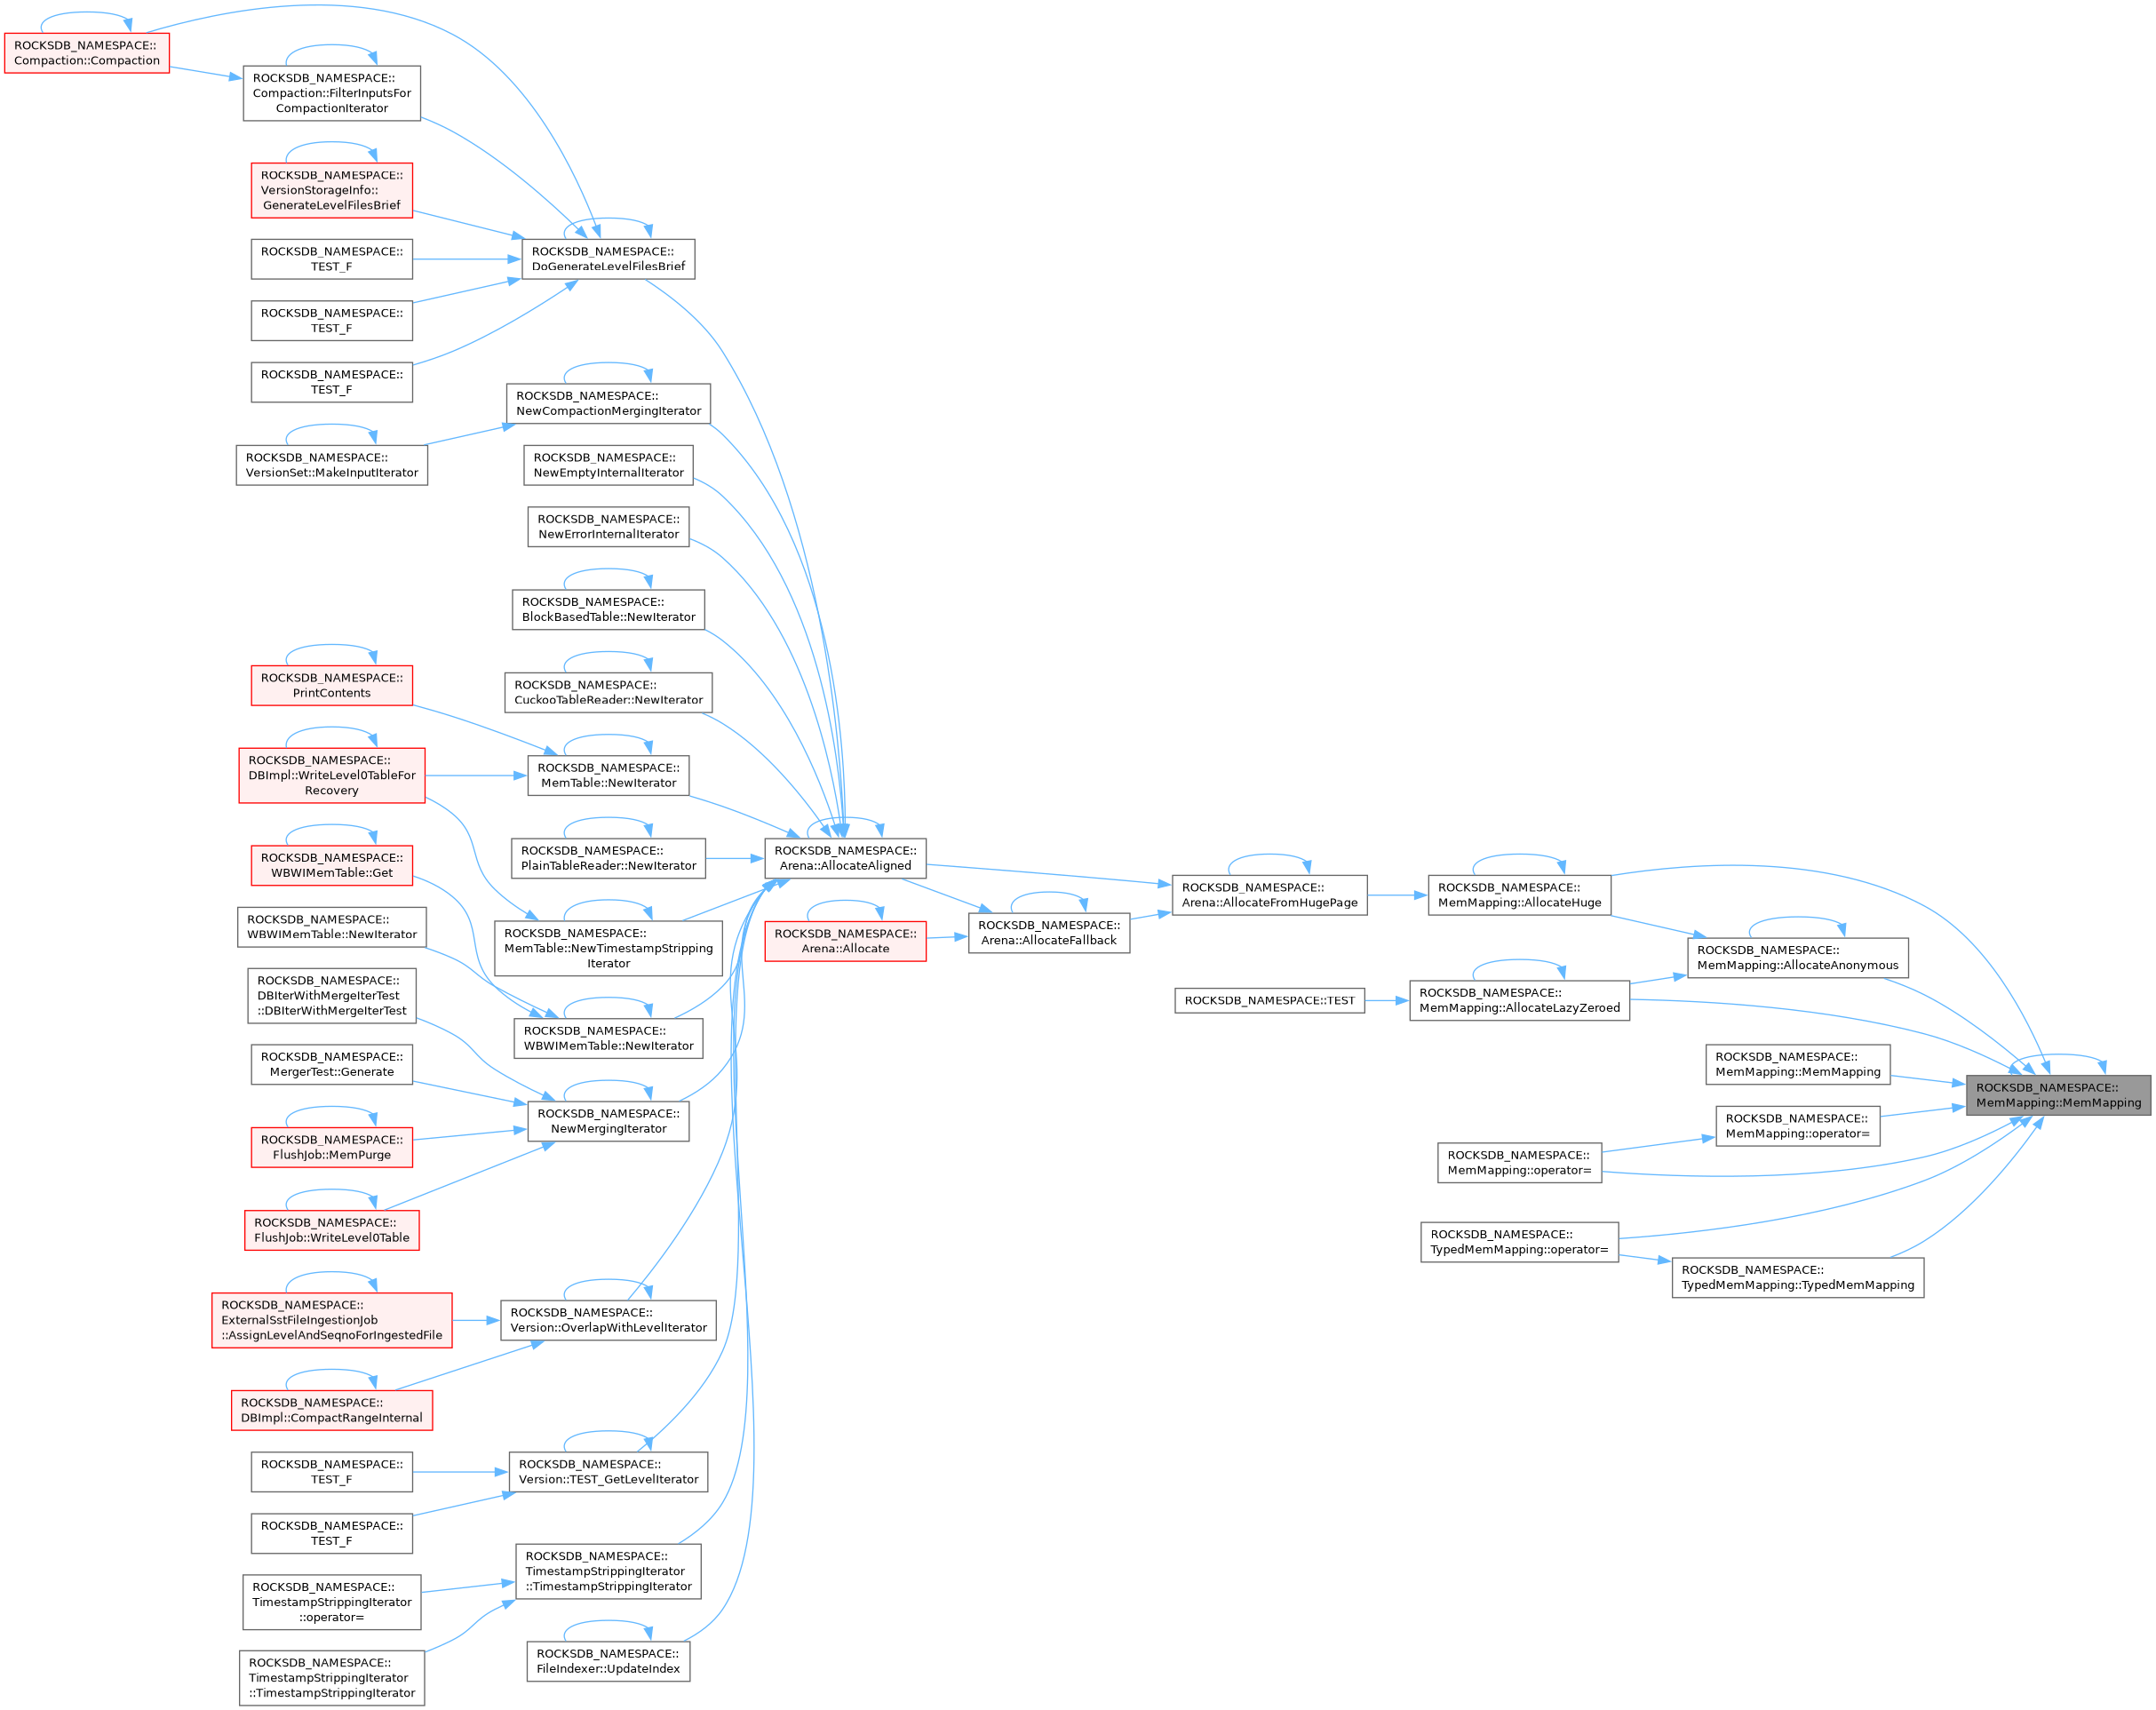 ROCKSDB_NAMESPACE::
Compaction::Compaction
ROCKSDB_NAMESPACE::
Compaction::FilterInputsFor
CompactionIterator
ROCKSDB_NAMESPACE::
VersionStorageInfo::
GenerateLevelFilesBrief
ROCKSDB_NAMESPACE::
TEST_F
ROCKSDB_NAMESPACE::
TEST_F
ROCKSDB_NAMESPACE::
TEST_F
ROCKSDB_NAMESPACE::
VersionSet::MakeInputIterator
ROCKSDB_NAMESPACE::
PrintContents
ROCKSDB_NAMESPACE::
DBImpl::WriteLevel0TableFor
Recovery
ROCKSDB_NAMESPACE::
WBWIMemTable::Get
ROCKSDB_NAMESPACE::
WBWIMemTable::NewIterator
ROCKSDB_NAMESPACE::
DBIterWithMergeIterTest
::DBIterWithMergeIterTest
ROCKSDB_NAMESPACE::
MergerTest::Generate
ROCKSDB_NAMESPACE::
FlushJob::MemPurge
ROCKSDB_NAMESPACE::
FlushJob::WriteLevel0Table
ROCKSDB_NAMESPACE::
ExternalSstFileIngestionJob
::AssignLevelAndSeqnoForIngestedFile
ROCKSDB_NAMESPACE::
DBImpl::CompactRangeInternal
ROCKSDB_NAMESPACE::
TEST_F
ROCKSDB_NAMESPACE::
TEST_F
ROCKSDB_NAMESPACE::
TimestampStrippingIterator
::operator=
ROCKSDB_NAMESPACE::
TimestampStrippingIterator
::TimestampStrippingIterator
ROCKSDB_NAMESPACE::
DoGenerateLevelFilesBrief
ROCKSDB_NAMESPACE::
NewCompactionMergingIterator
ROCKSDB_NAMESPACE::
NewEmptyInternalIterator
ROCKSDB_NAMESPACE::
NewErrorInternalIterator
ROCKSDB_NAMESPACE::
BlockBasedTable::NewIterator
ROCKSDB_NAMESPACE::
CuckooTableReader::NewIterator
ROCKSDB_NAMESPACE::
MemTable::NewIterator
ROCKSDB_NAMESPACE::
PlainTableReader::NewIterator
ROCKSDB_NAMESPACE::
MemTable::NewTimestampStripping
Iterator
ROCKSDB_NAMESPACE::
WBWIMemTable::NewIterator
ROCKSDB_NAMESPACE::
NewMergingIterator
ROCKSDB_NAMESPACE::
Version::OverlapWithLevelIterator
ROCKSDB_NAMESPACE::
Version::TEST_GetLevelIterator
ROCKSDB_NAMESPACE::
TimestampStrippingIterator
::TimestampStrippingIterator
ROCKSDB_NAMESPACE::
FileIndexer::UpdateIndex
ROCKSDB_NAMESPACE::
Arena::AllocateAligned
ROCKSDB_NAMESPACE::
Arena::Allocate
ROCKSDB_NAMESPACE::
Arena::AllocateFallback
ROCKSDB_NAMESPACE::
Arena::AllocateFromHugePage
ROCKSDB_NAMESPACE::TEST
ROCKSDB_NAMESPACE::
MemMapping::AllocateHuge
ROCKSDB_NAMESPACE::
MemMapping::AllocateLazyZeroed
ROCKSDB_NAMESPACE::
MemMapping::operator=
ROCKSDB_NAMESPACE::
TypedMemMapping::operator=
ROCKSDB_NAMESPACE::
MemMapping::AllocateAnonymous
ROCKSDB_NAMESPACE::
MemMapping::MemMapping
ROCKSDB_NAMESPACE::
MemMapping::operator=
ROCKSDB_NAMESPACE::
TypedMemMapping::TypedMemMapping
ROCKSDB_NAMESPACE::
MemMapping::MemMapping